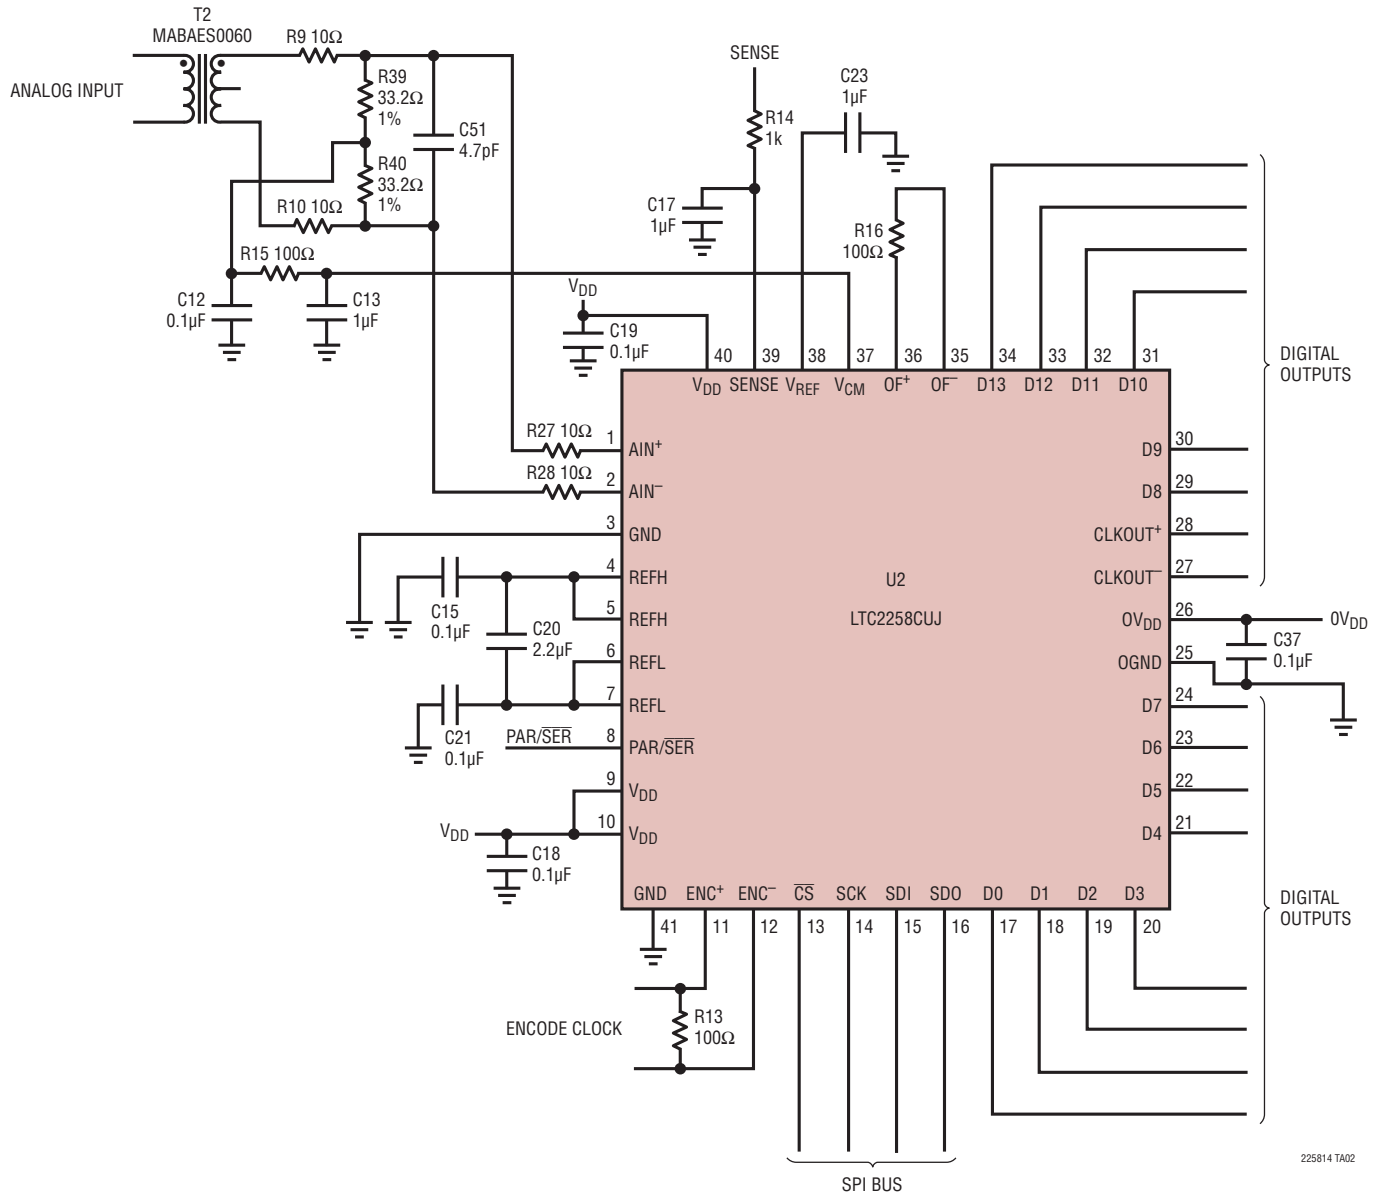 T2
MABAES0060
ANALOG INPUT
R9 10Ω
R39
33.2Ω
1%
C51
4.7pF
R40
33.2Ω
1%
R10 10Ω
R15 100Ω
C12
0.1µF
C13
1µF
SENSE
R14
1k
C17
1µF
C23
1µF
R16
100Ω
VDD
C19
0.1µF
40
39
38
37
36
35
34
33
32
31
VDD
SENSE
VREF
VCM
OF+
OF–
D13
D12
D11
D10
DIGITAL
OUTPUTS
R27 10Ω
1
AIN+
R28 10Ω
2
AIN–
3
GND
4
REFH
5
REFH
6
REFL
7
REFL
PAR/SER
8
PAR/SER
9
VDD
VDD
10
VDD
C15
0.1µF
C20
2.2µF
C21
0.1µF
C18
0.1µF
U2
LTC2258CUJ
D9
30
D8
29
CLKOUT+
28
CLKOUT–
27
OVDD
26
0VDD
OGND
25
C37
0.1µF
D7
24
D6
23
D5
22
D4
21
GND
ENC+
ENC–
CS
SCK
SDI
SDO
D0
D1
D2
D3
41
11
12
13
14
15
16
17
18
19
20
DIGITAL
OUTPUTS
ENCODE CLOCK
R13
100Ω
SPI BUS
225814 TA02